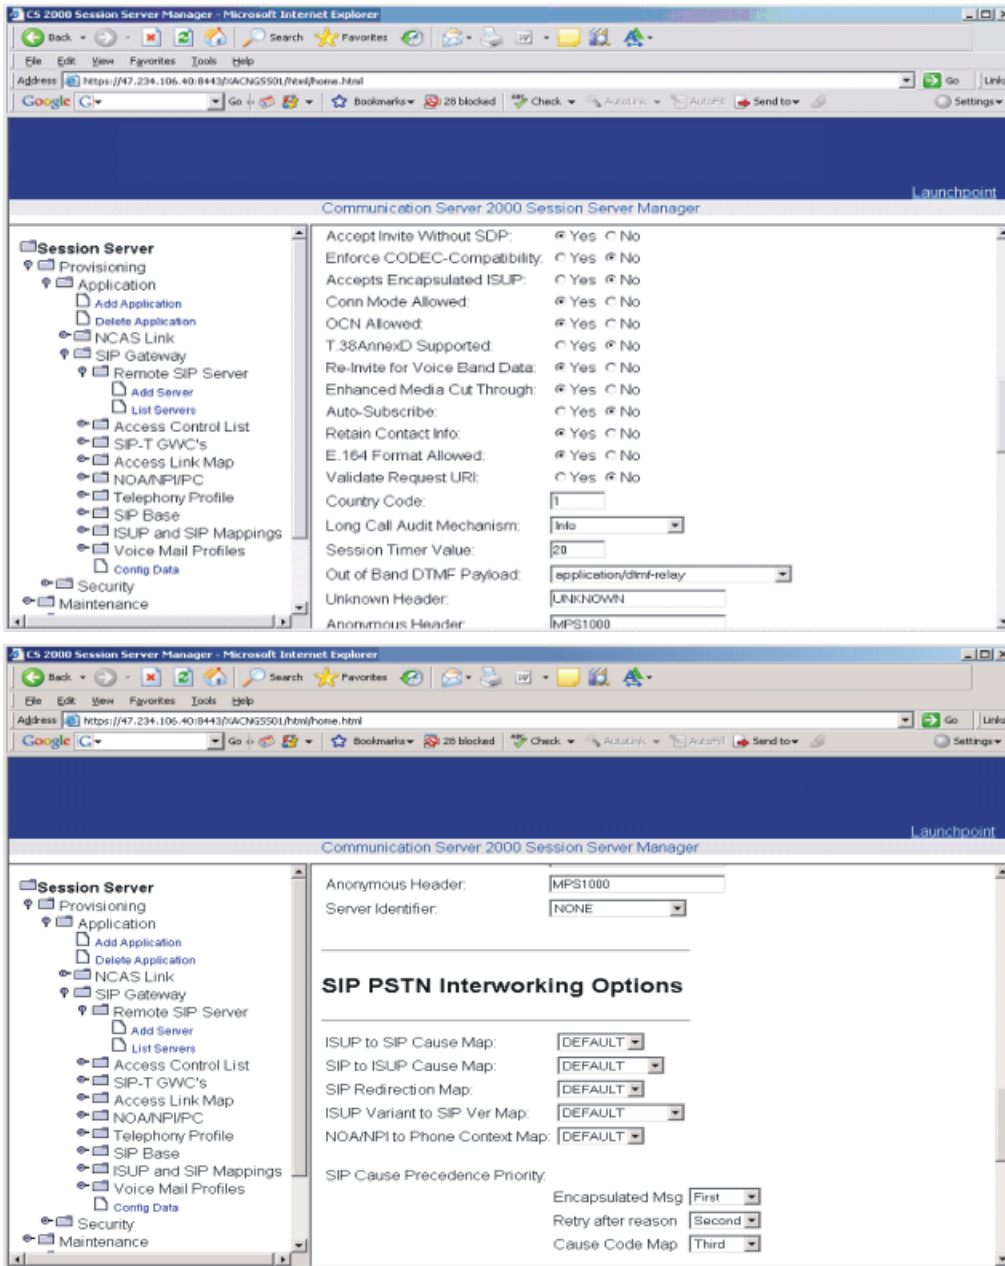 CS 2000 Session Server Manager - Microsoft Internet Explorer
Back Search Favorites
File Edit View Favorites Tools Help
Address https://47.234.106.40:8443/XACNGSS01/html/home.html Go Links
Google G Go Bookmarks 28 blocked Check AutoLink AutoFill Send to Settings
Launchpoint
Communication Server 2000 Session Server Manager
Session Server
Provisioning
Application
Add Application
Delete Application
NCAS Link
SIP Gateway
Remote SIP Server
Add Server
List Servers
Access Control List
SIP-T GWC's
Access Link Map
NOA/NPI/PC
Telephony Profile
SIP Base
ISUP and SIP Mappings
Voice Mail Profiles
Config Data
Security
Maintenance
Accept Invite Without SDP: Yes No
Enforce CODEC-Compatibility: Yes No
Accepts Encapsulated ISUP: Yes No
Conn Mode Allowed: Yes No
OCN Allowed: Yes No
T.38AnnexD Supported: Yes No
Re-Invite for Voice Band Data: Yes No
Enhanced Media Cut Through: Yes No
Auto-Subscribe: Yes No
Retain Contact Info: Yes No
E.164 Format Allowed: Yes No
Validate Request URI: Yes No
Country Code: 1
Long Call Audit Mechanism: Info
Session Timer Value: 20
Out of Band DTMF Payload: application/dtmf-relay
Unknown Header: UNKNOWN
Anonymous Header: MPS1000
CS 2000 Session Server Manager - Microsoft Internet Explorer
Back Search Favorites
File Edit View Favorites Tools Help
Address https://47.234.106.40:8443/XACNGSS01/html/home.html Go Links
Google G Go Bookmarks 28 blocked Check AutoLink AutoFill Send to Settings
Launchpoint
Communication Server 2000 Session Server Manager
Session Server
Provisioning
Application
Add Application
Delete Application
NCAS Link
SIP Gateway
Remote SIP Server
Add Server
List Servers
Access Control List
SIP-T GWC's
Access Link Map
NOA/NPI/PC
Telephony Profile
SIP Base
ISUP and SIP Mappings
Voice Mail Profiles
Config Data
Security
Maintenance
Anonymous Header: MPS1000
Server Identifier: NONE
SIP PSTN Interworking Options
ISUP to SIP Cause Map: DEFAULT
SIP to ISUP Cause Map: DEFAULT
SIP Redirection Map: DEFAULT
ISUP Variant to SIP Ver Map: DEFAULT
NOA/NPI to Phone Context Map: DEFAULT
SIP Cause Precedence Priority:
Encapsulated Msg First
Retry after reason Second
Cause Code Map Third